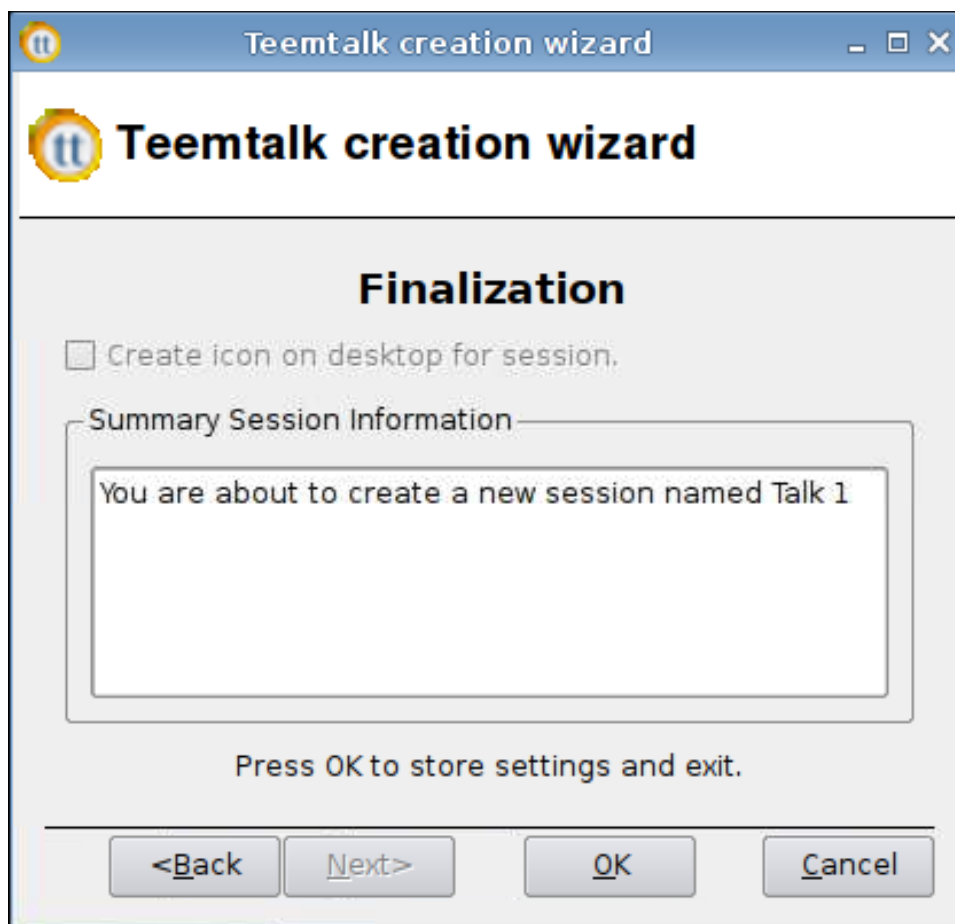 tt Teemtalk creation wizard
tt Teemtalk creation wizard
Finalization
Create icon on desktop for session.
Summary Session Information
You are about to create a new session named Talk 1
Press OK to store settings and exit.
<Back Next> OK Cancel